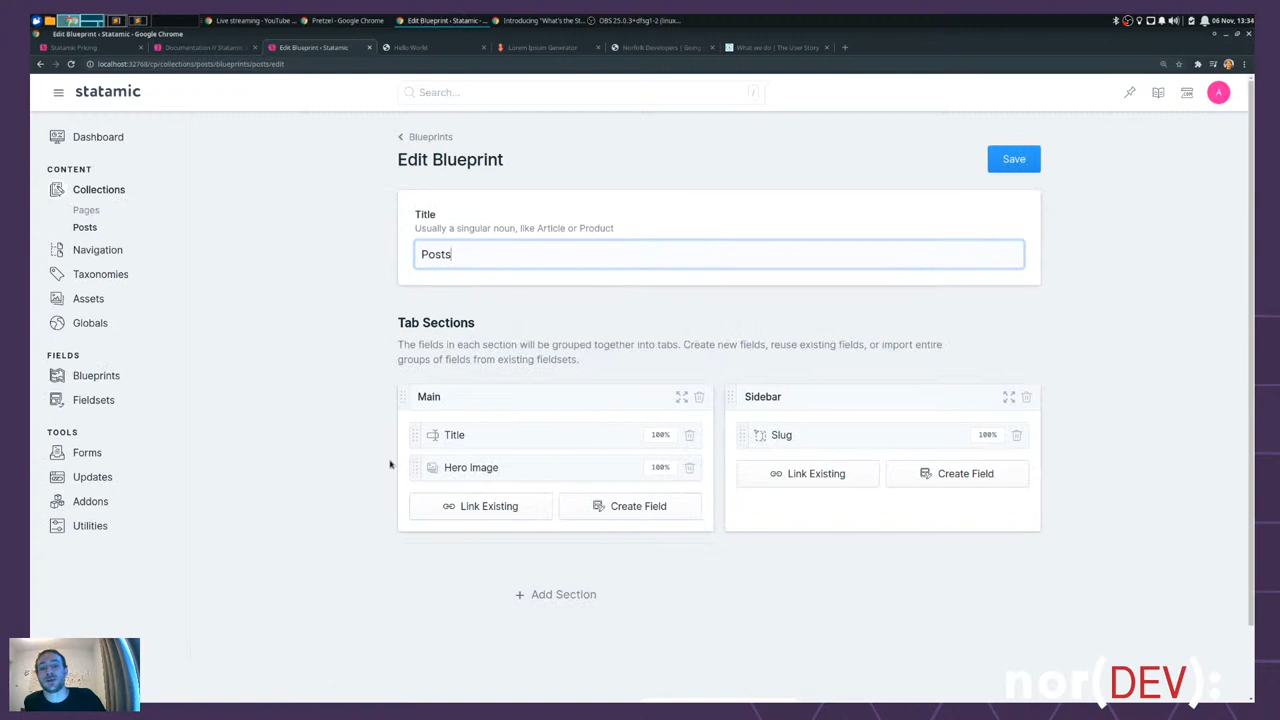 Live streaming - YouTube ...
Pretzel - Google Chrome
Edit Blueprint ‹ Statamic - ...
Introducing "What's the St...
OBS 25.0.3+dfsg1-2 (linux...
06 Nov, 13:34
Edit Blueprint ‹ Statamic - Google Chrome
Statamic Pricing
Documentation // Statamic
Edit Blueprint ‹ Statamic
Hello World
Lorem Ipsum Generator
Norfolk Developers | Going
What we do | The User Story
localhost:32768/cp/collections/posts/blueprints/posts/edit
statamic
Search...
/
A
Dashboard
CONTENT
Collections
Pages
Posts
Navigation
Taxonomies
Assets
Globals
FIELDS
Blueprints
Fieldsets
TOOLS
Forms
Updates
Addons
Utilities
Blueprints
Edit Blueprint
Save
Title
Usually a singular noun, like Article or Product
Posts
Tab Sections
The fields in each section will be grouped together into tabs. Create new fields, reuse existing fields, or import entire
groups of fields from existing fieldsets.
Main
Title
100%
Hero Image
100%
Link Existing
Create Field
Sidebar
Slug
100%
Link Existing
Create Field
+ Add Section
nor(DEV):